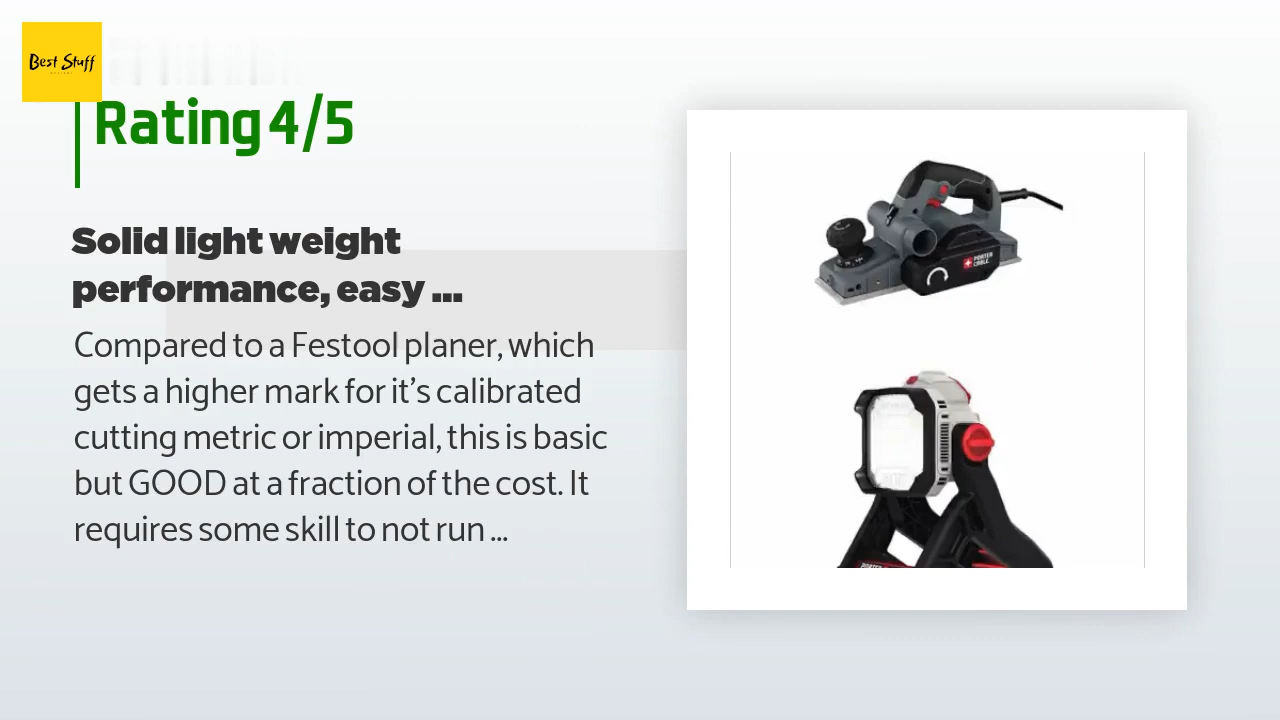 Best Stuff
Rating 4/5
Solid light weight
performance, easy ...
Compared to a Festool planer, which
gets a higher mark for it's calibrated
cutting metric or imperial, this is basic
but GOOD at a fraction of the cost. It
requires some skill to not run ...
PORTER
CABLE
PORTER